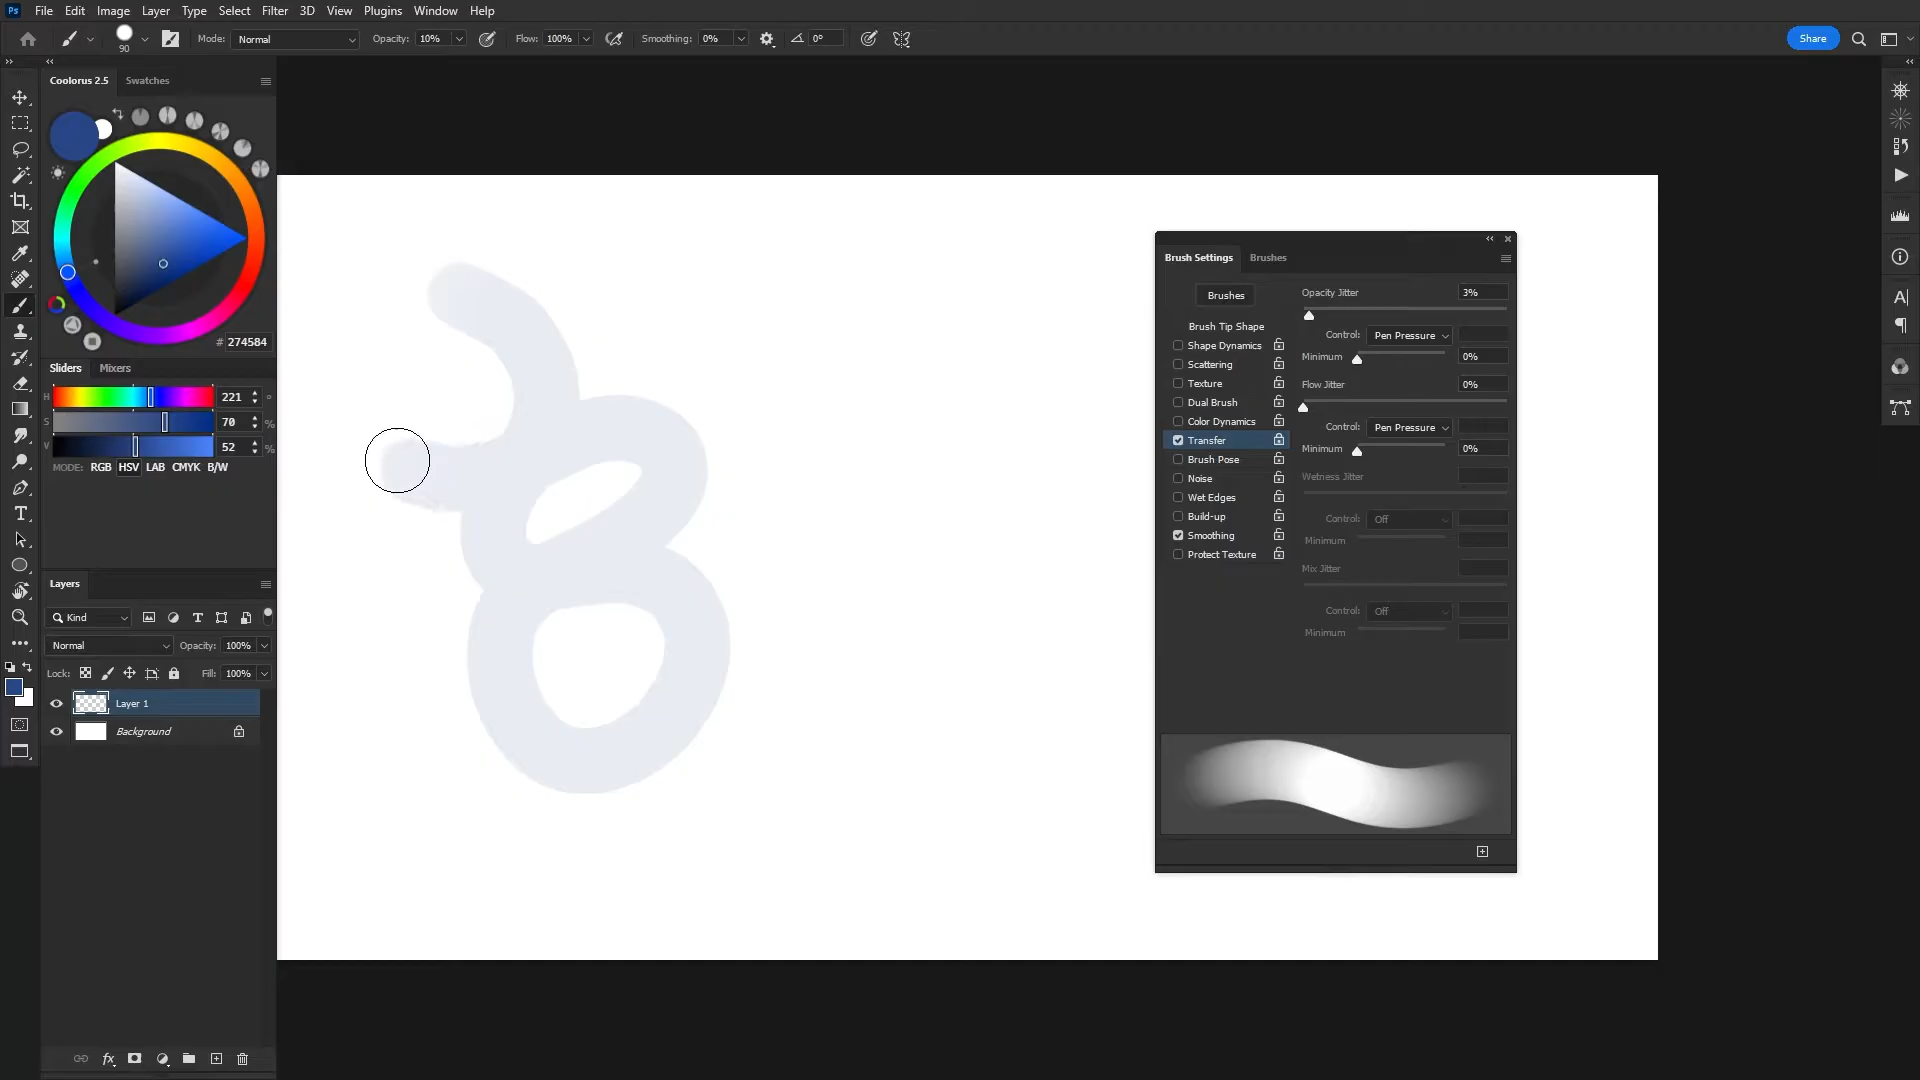 Ps File Edit Image Layer Type Select Filter 3D View Plugins Window Help
90 Mode: Normal Opacity: 10% Flow: 100% Smoothing: 0% 0° Share
Coolorus 2.5 Swatches
# 274584
Sliders Mixers
H 221 °
S 70 %
V 52 %
MODE: RGB HSV LAB CMYK B/W
Layers
Kind
Normal Opacity: 100%
Lock: Fill: 100%
Layer 1
Background
fx
Brush Settings Brushes
Brushes
Brush Tip Shape
Shape Dynamics
Scattering
Texture
Dual Brush
Color Dynamics
Transfer
Brush Pose
Noise
Wet Edges
Build-up
Smoothing
Protect Texture
Opacity Jitter 3%
Control: Pen Pressure
Minimum 0%
Flow Jitter 0%
Control: Pen Pressure
Minimum 0%
Wetness Jitter
Control: Off
Minimum
Mix Jitter
Control: Off
Minimum